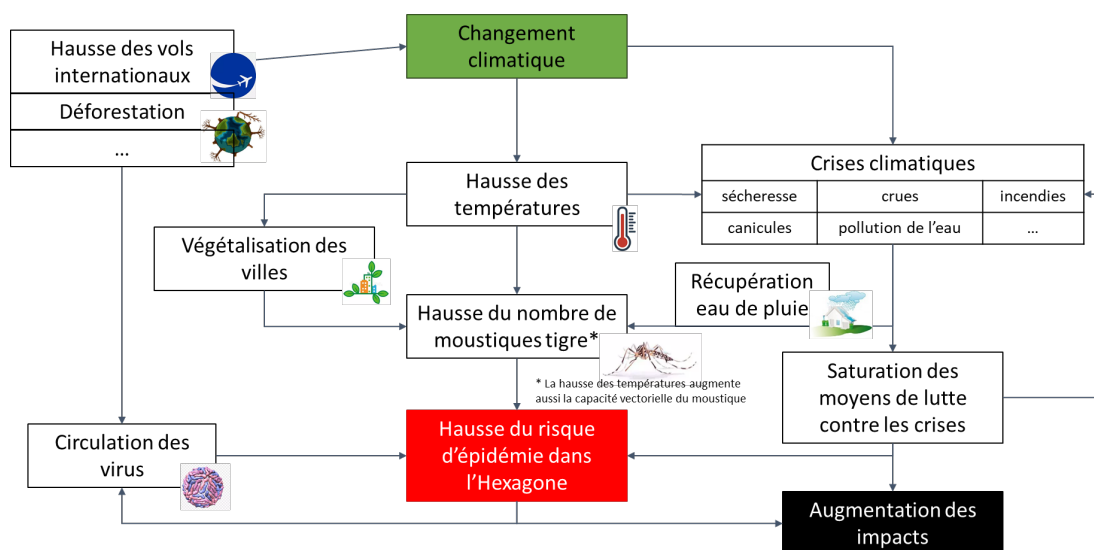 Hausse des vols
internationaux
Déforestation
...
Changement
climatique
Hausse des
températures
Crises climatiques
sécheresse
crues
incendies
canicules
pollution de l'eau
...
Végétalisation des
villes
Récupération
eau de pluie
Hausse du nombre de
moustiques tigre*
* La hausse des températures augmente
aussi la capacité vectorielle du moustique
Saturation des
moyens de lutte
contre les crises
Circulation des
virus
Hausse du risque
d'épidémie dans
l'Hexagone
Augmentation des
impacts